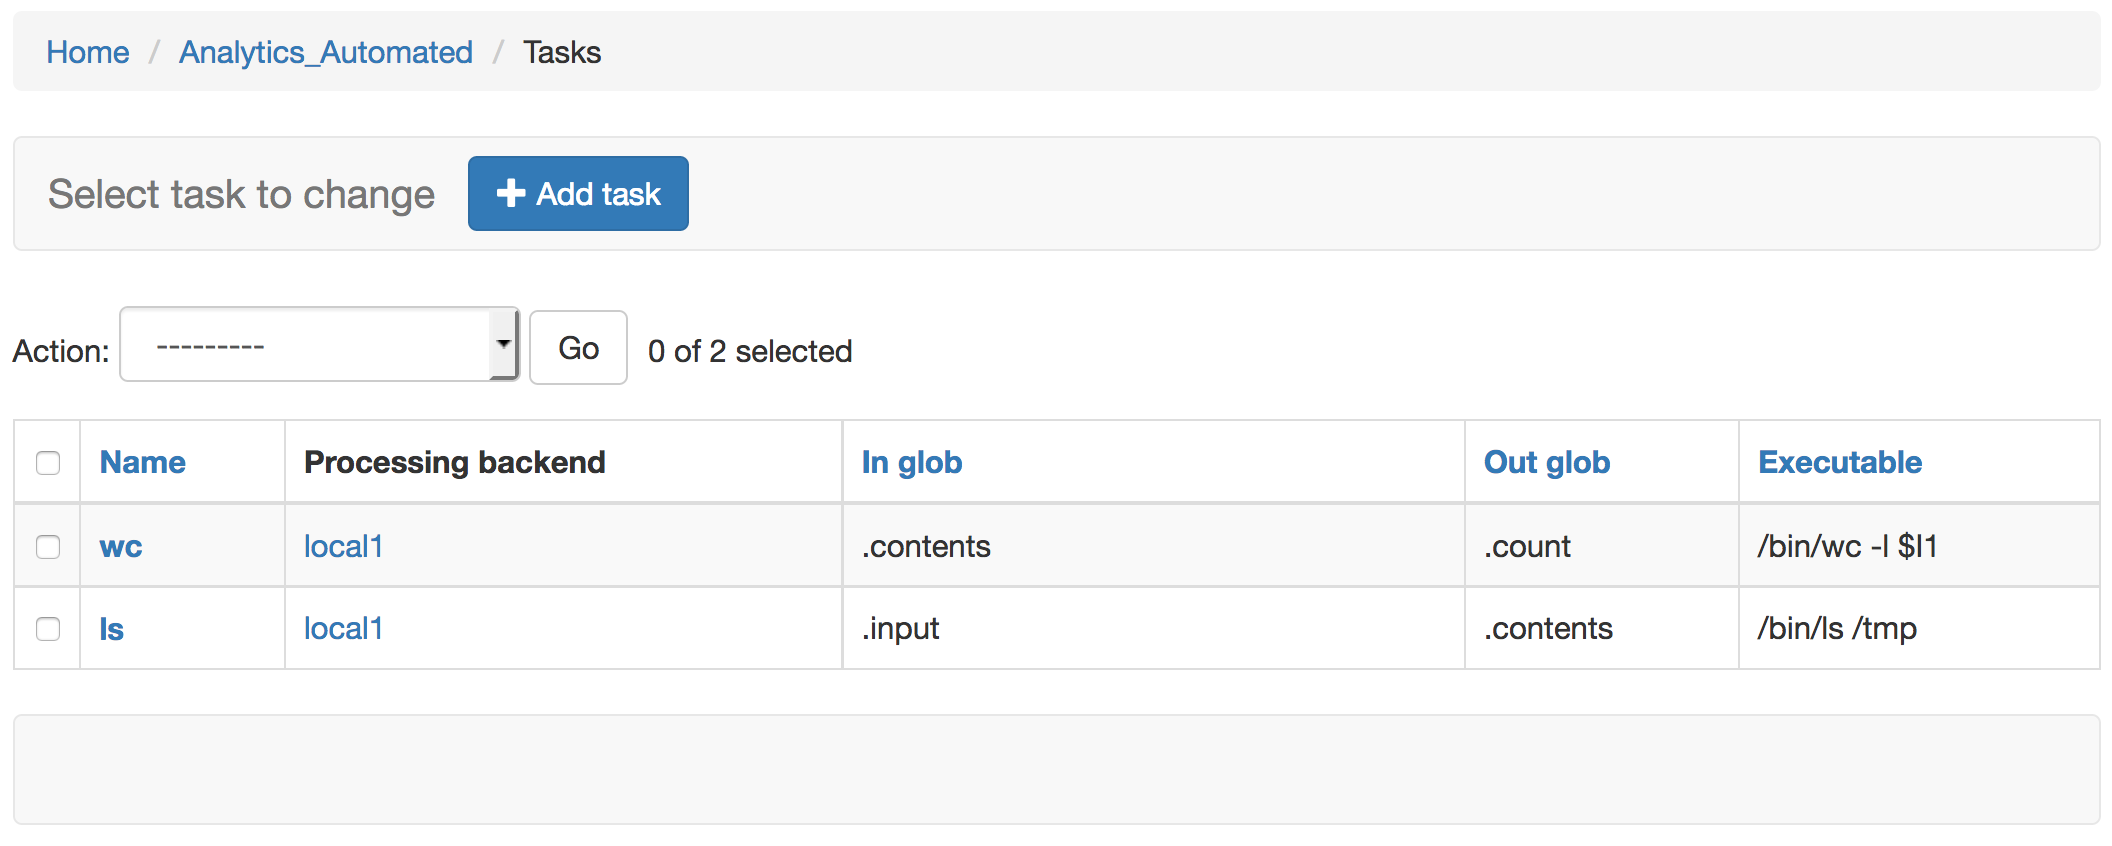 Home / Analytics_Automated / Tasks
Select task to change Add task
Action: --------- Go 0 of 2 selected
Name Processing backend In glob Out glob Executable
wc local1 .contents .count /bin/wc -l $I1
ls local1 .input .contents /bin/ls /tmp